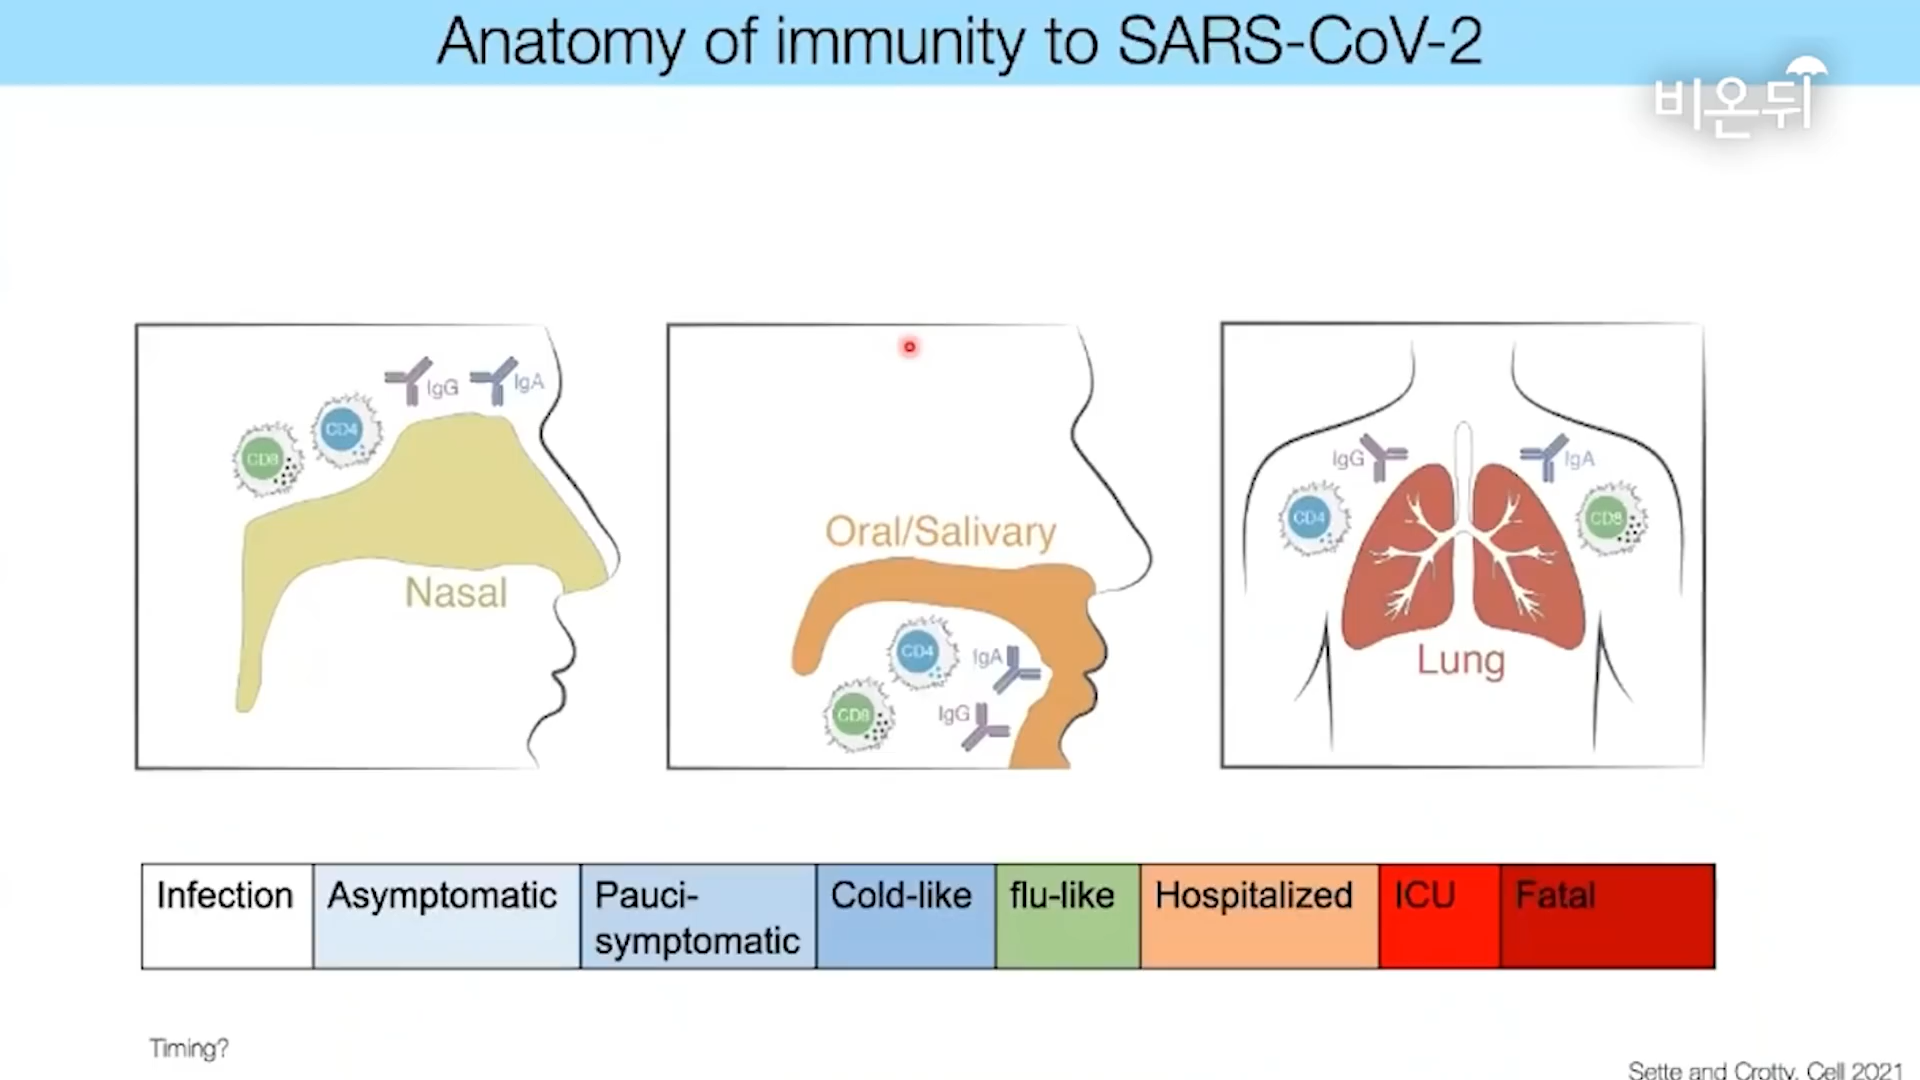 Anatomy of immunity to SARS-CoV-2
비온뒤
IgG
IgA
CD4
CD8
Nasal
Oral/Salivary
CD4
IgA
CD8
IgG
IgG
IgA
CD4
CD8
Lung
Infection
Asymptomatic
Pauci-
symptomatic
Cold-like
flu-like
Hospitalized
ICU
Fatal
Timing?
Sette and Crotty, Cell 2021